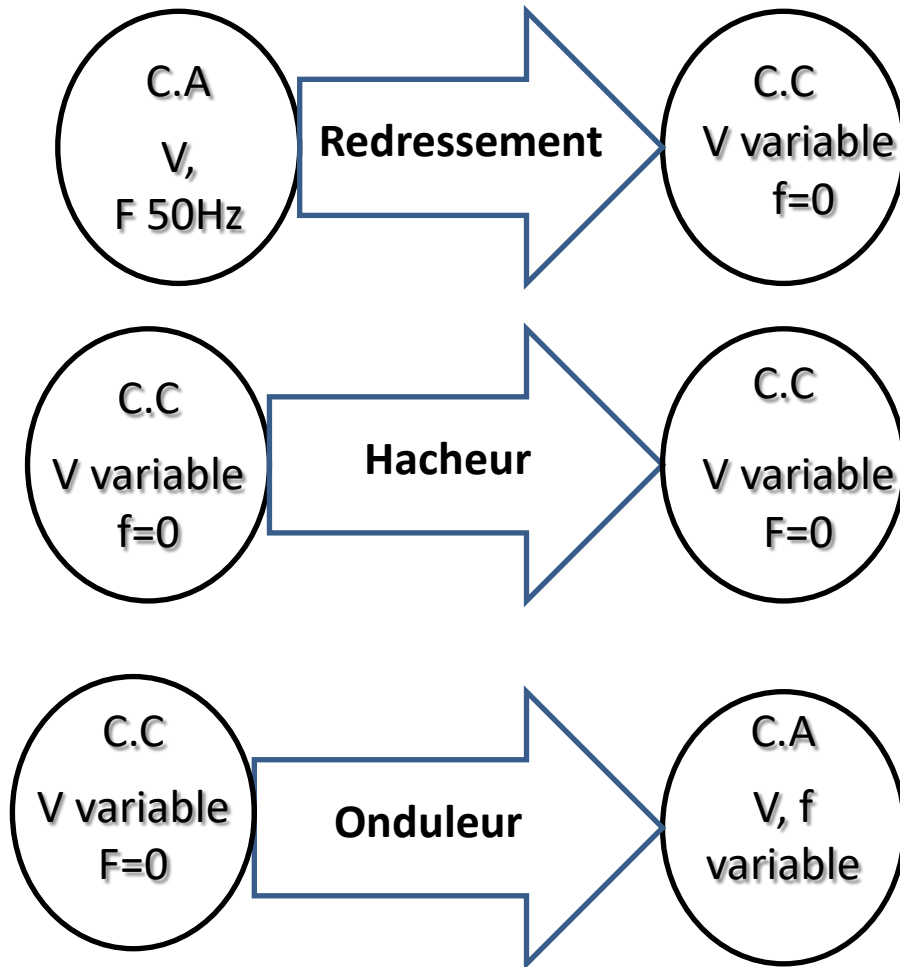 C.A
V,
F 50Hz
Redressement
C.C
V variable
f=0
C.C
V variable
f=0
Hacheur
C.C
V variable
F=0
C.C
V variable
F=0
Onduleur
C.A
V, f
variable